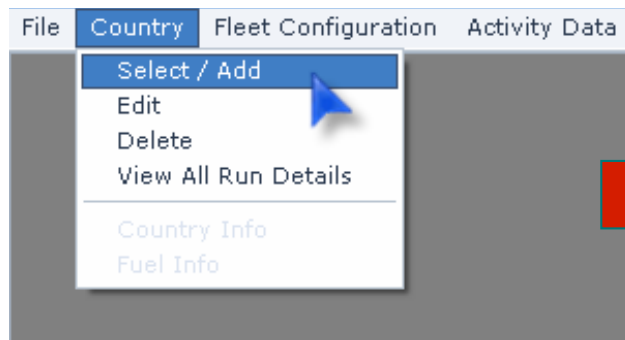 File Country Fleet Configuration Activity Data
Select / Add
Edit
Delete
View All Run Details
Country Info
Fuel Info